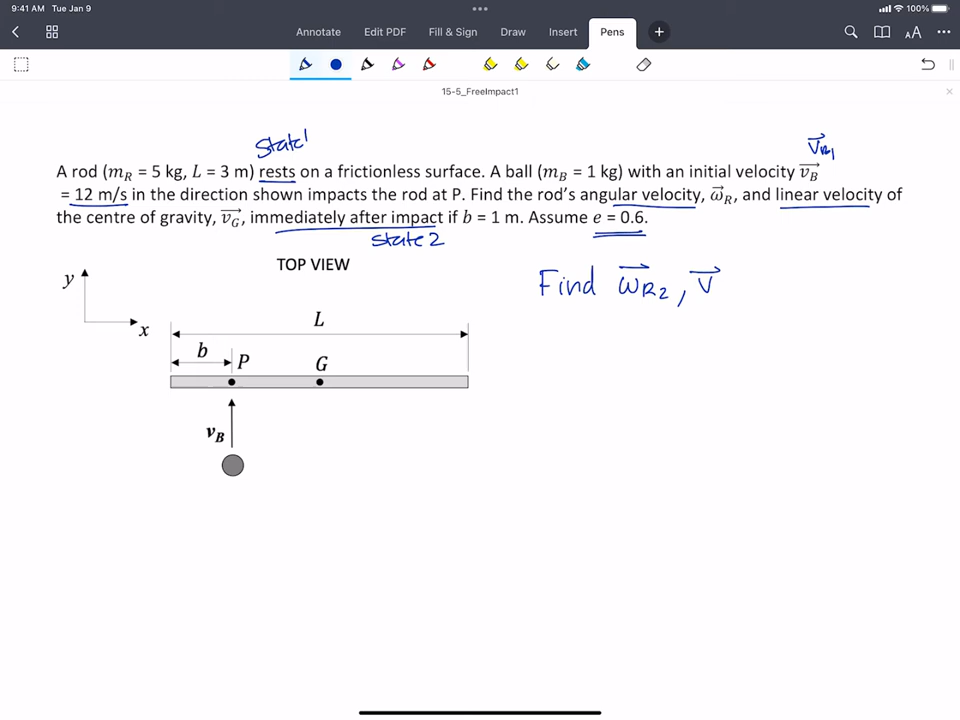 9:41 AM Tue Jan 9
100%
Annotate Edit PDF Fill & Sign Draw Insert Pens
AA
15-5_FreeImpact1
State 1
A rod (m_R = 5 kg, L = 3 m) rests on a frictionless surface. A ball (m_B = 1 kg) with an initial velocity v_B
= 12 m/s in the direction shown impacts the rod at P. Find the rod's angular velocity, ω_R, and linear velocity of
the centre of gravity, v_G, immediately after impact if b = 1 m. Assume e = 0.6.
State 2
TOP VIEW
Find ω_R2, v
y
x
L
b
P
G
v_B